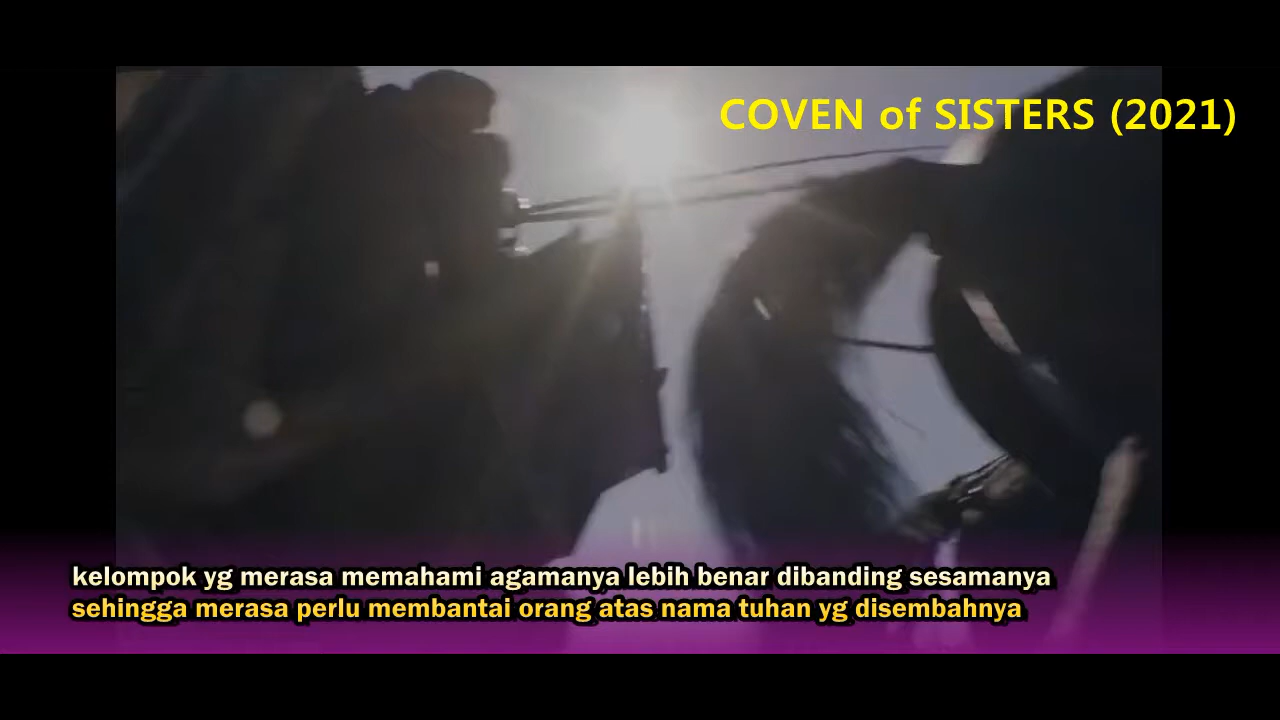 COVEN of SISTERS (2021)
kelompok yg merasa memahami agamanya lebih benar dibanding sesamanya
sehingga merasa perlu membantai orang atas nama tuhan yg disembahnya